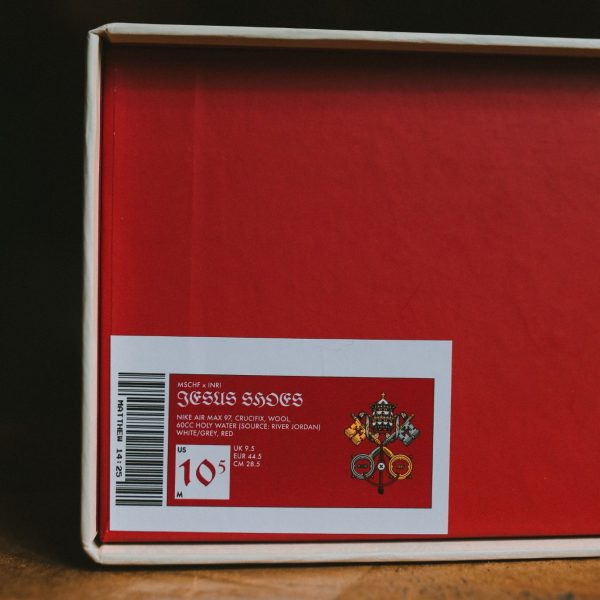 MATTHEW 14:25
MSCHF x INRI
JESUS SHOES
NIKE AIR MAX 97, CRUCIFIX, WOOL,
60CC HOLY WATER (SOURCE: RIVER JORDAN)
WHITE/GREY, RED
US
10⁵
M
UK 9.5
EUR 44.5
CM 28.5